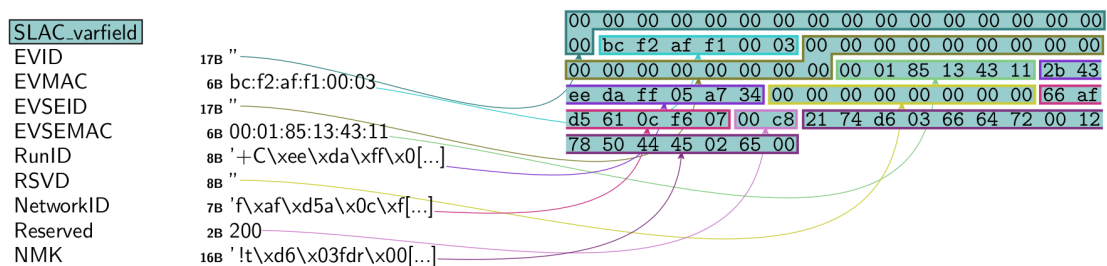 SLAC_varfield
EVID 17B ''
EVMAC 6B bc:f2:af:f1:00:03
EVSEID 17B ''
EVSEMAC 6B 00:01:85:13:43:11
RunID 8B '+C\xee\xda\xff\x0[...]
RSVD 8B ''
NetworkID 7B 'f\xaf\xd5a\x0c\xf[...]
Reserved 2B 200
NMK 16B '!t\xd6\x03fdr\x00[...]
00 00 00 00 00 00 00 00 00 00 00 00 00 00 00 00
00 bc f2 af f1 00 03 00 00 00 00 00 00 00 00 00
00 00 00 00 00 00 00 00 00 01 85 13 43 11 2b 43
ee da ff 05 a7 34 00 00 00 00 00 00 00 00 66 af
d5 61 0c f6 07 00 c8 21 74 d6 03 66 64 72 00 12
78 50 44 45 02 65 00